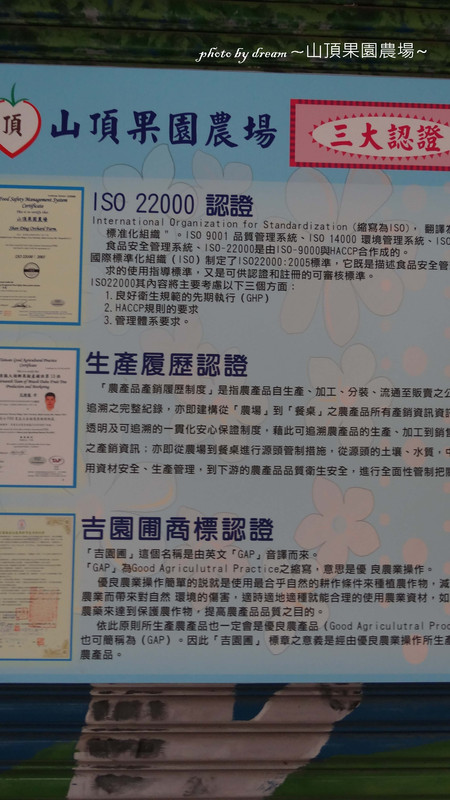 photo by dream ~山頂果園農場~
頂 山頂果園農場
三大認證
ISO 22000 認證
International Organization for Standardization (縮寫為ISO), 翻譯為
標準化組織"。ISO 9001 品質管理系統、ISO 14000 環境管理系統、ISO
食品安全管理系統、ISO-22000是由ISO-9000與HACCP合作成的。
國際標準化組織(ISO)制定了ISO22000:2005標準,它既是描述食品安全管
求的使用指導標準,又是可供認證和註冊的可審核標準。
ISO22000其內容將主要考慮以下三個方面:
1.良好衛生規範的先期執行(GHP)
2.HACCP規則的要求
3.管理體系要求。
Food Safety Management System
Certificate
生產履歷認證
「農產品產銷履歷制度」是指農產品自生產、加工、分裝、流通至販賣之公
追溯之完整紀錄,亦即建構從「農場」到「餐桌」之農產品所有產銷資訊資
透明及可追溯的一貫化安心保證制度,藉此可追溯農產品的生產、加工到銷售
之產銷資訊;亦即從農場到餐桌進行源頭管制措施,從源頭的土壤、水質,中
用資材安全、生產管理,到下游的農產品品質衛生安全,進行全面性管制把關
吉園圃商標認證
「吉園圃」這個名稱是由英文「GAP」音譯而來。
「GAP」為Good Agriculutral Practice之縮寫,意思是優 良農業操作。
優良農業操作簡單的說就是使用最合乎自然的耕作條件來種植農作物,減
農業而帶來對自然 環境的傷害,適時適地適種就能合理的使用農業資材,如
農藥來達到保護農作物,提高農產品品質之目的。
依此原則所生產農產品也一定會是優良農產品(Good Agriculutral Prod
也可簡稱為(GAP)。因此「吉園圃」標章之意義是經由優良農業操作所生產
農產品。